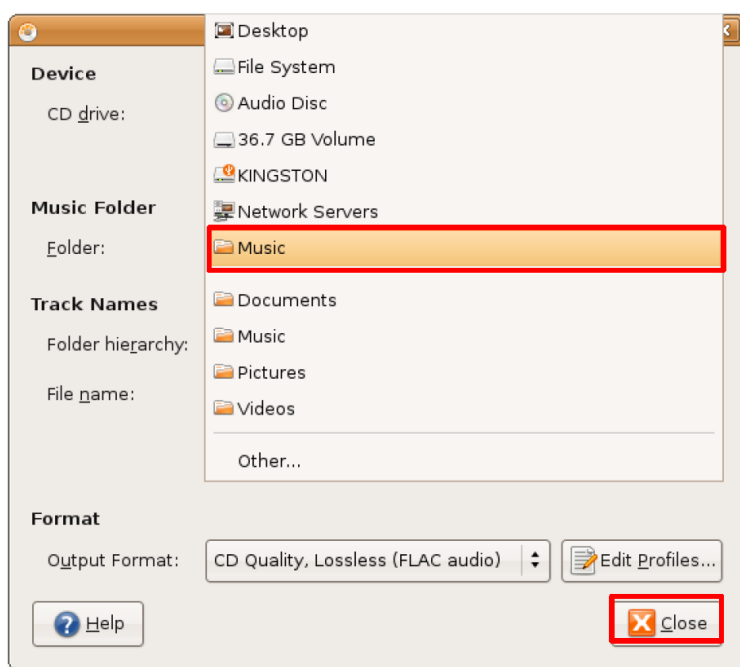 Device
CD drive:
Music Folder
Folder:
Track Names
Folder hierarchy:
File name:
Desktop
File System
Audio Disc
36.7 GB Volume
KINGSTON
Network Servers
Music
Documents
Music
Pictures
Videos
Other...
Format
Output Format:
CD Quality, Lossless (FLAC audio)
Edit Profiles...
Help
Close